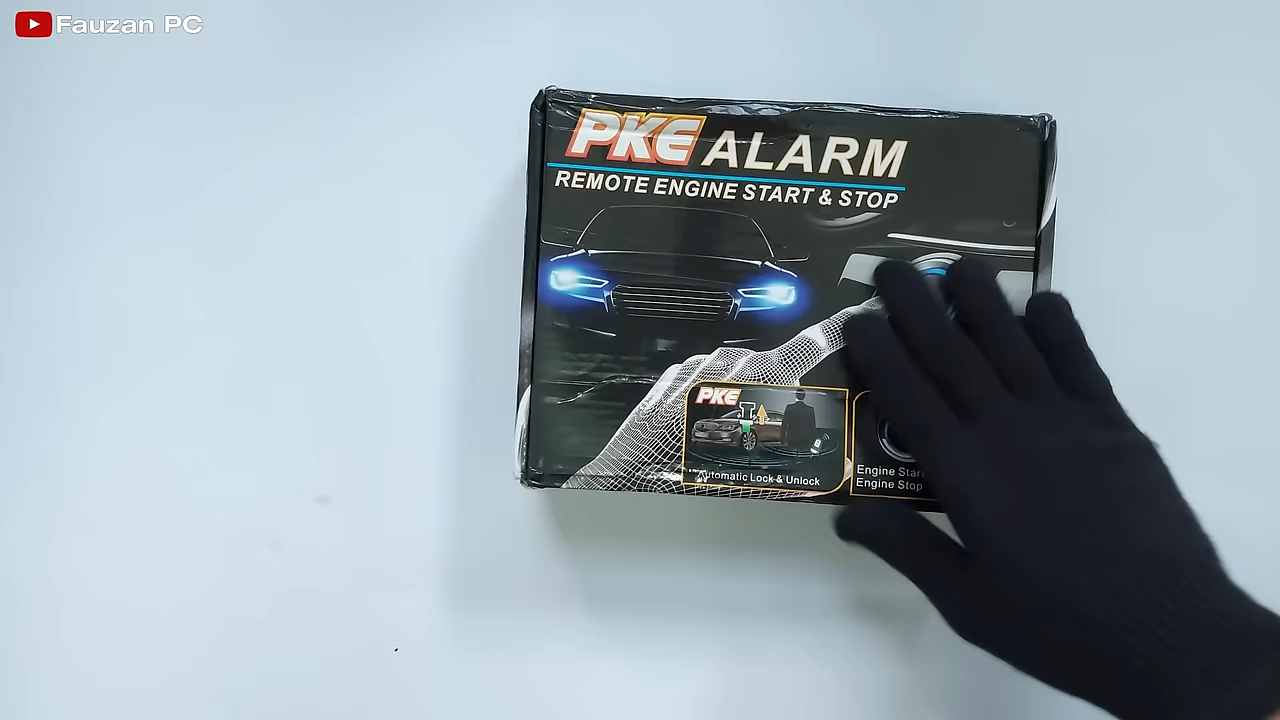 Fauzan PC
PKE ALARM
REMOTE ENGINE START & STOP
PKE
Automatic Lock & Unlock
Engine Start
Engine Stop